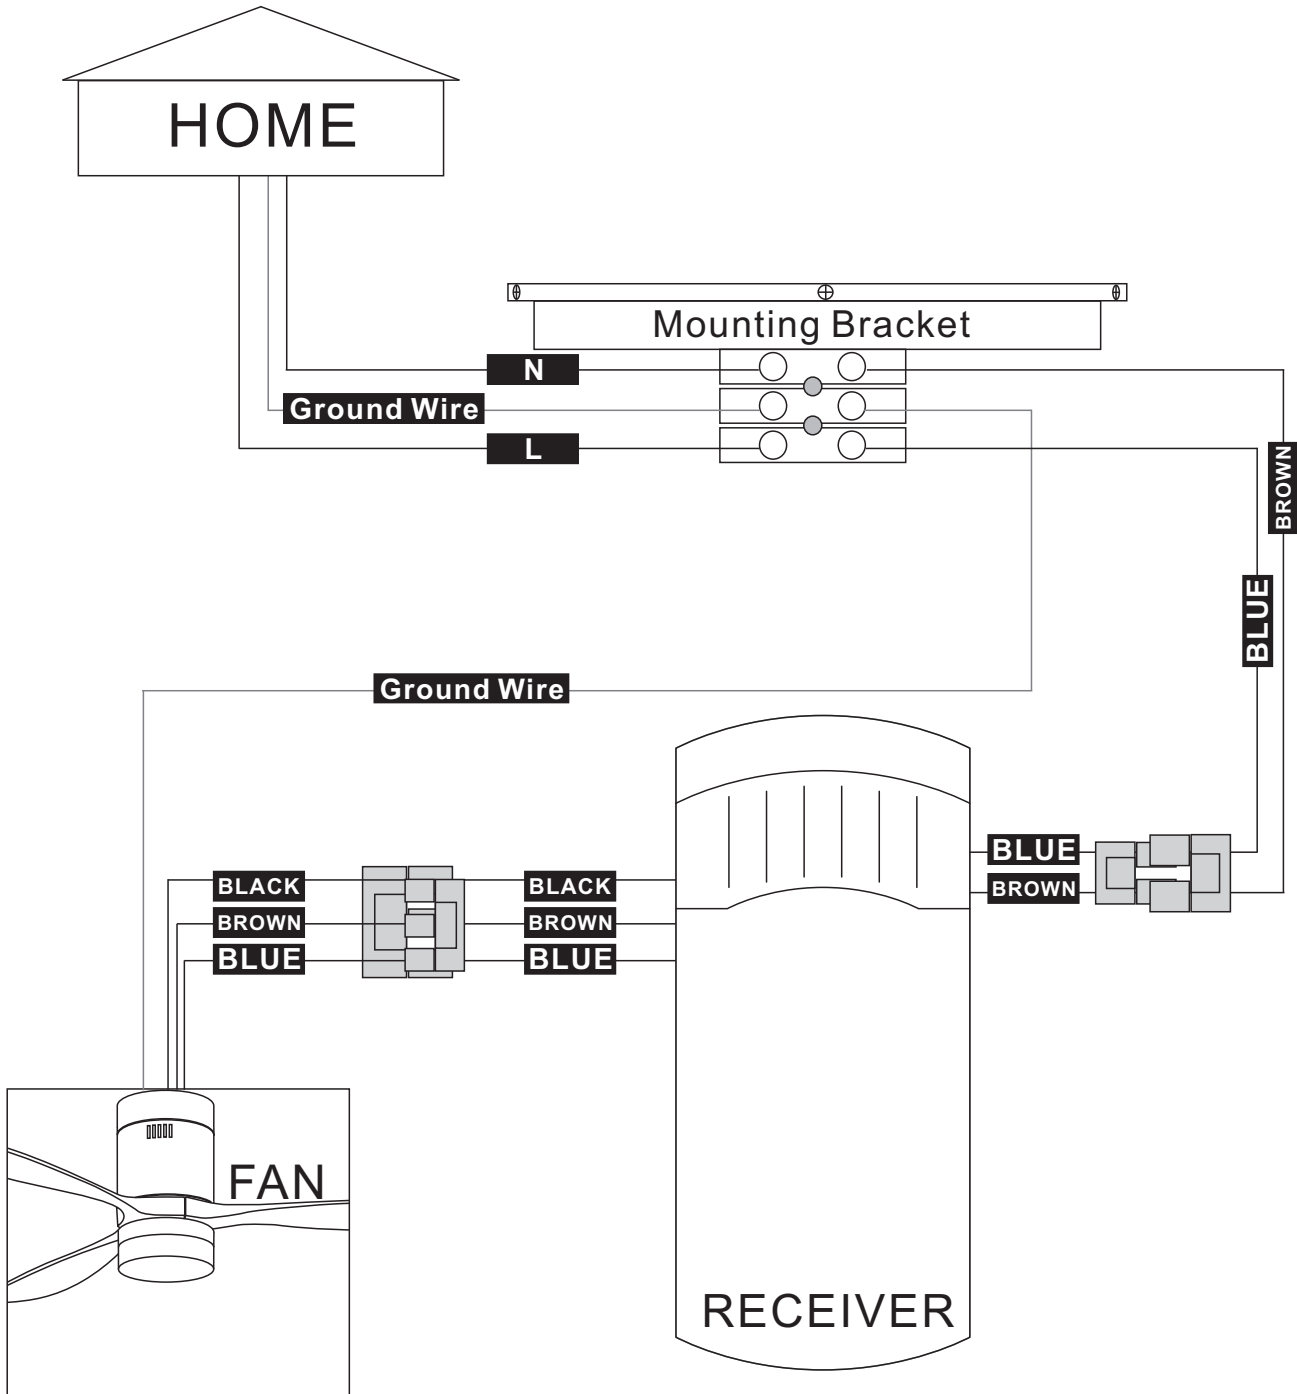 HOME
Mounting Bracket
N
Ground Wire
L
BROWN
BLUE
Ground Wire
BLUE
BROWN
BLACK
BLACK
BROWN
BROWN
BLUE
BLUE
FAN
RECEIVER